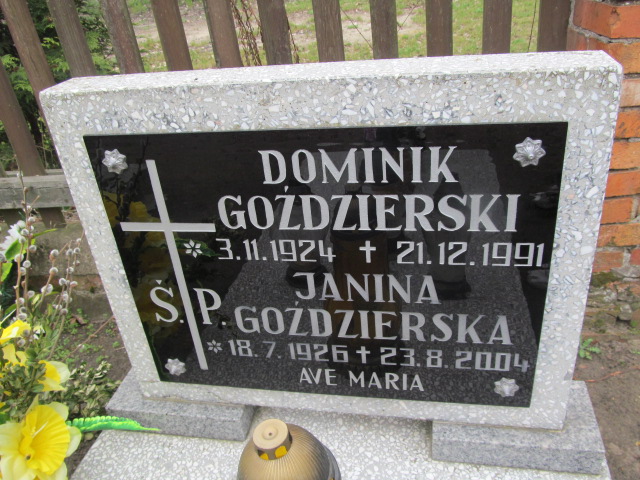 DOMINIK
GOŹDZIERSKI
* 3.11.1924 ✝ 21.12.1991
Ś.P. JANINA
GOŹDZIERSKA
* 18.7.1926 ✝ 23.8.2004
AVE MARIA